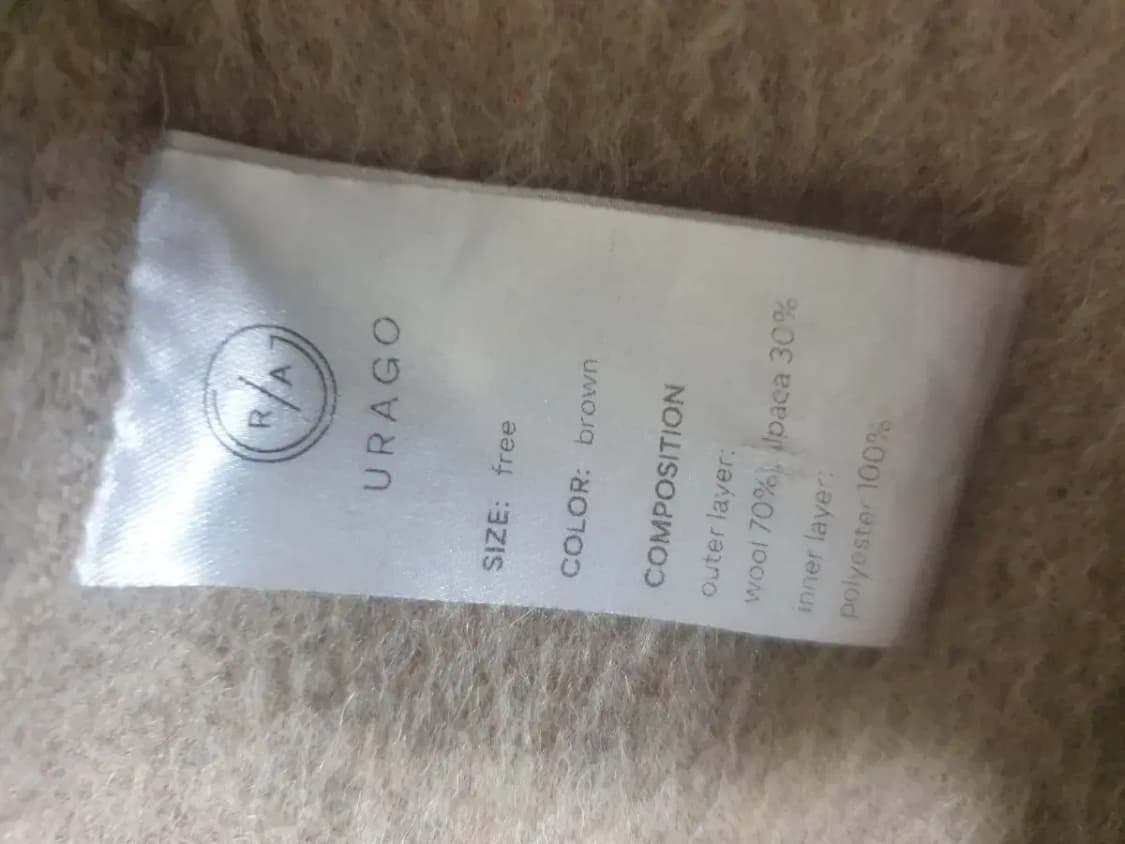 R/A
URAGO
SIZE: free
COLOR: brown
COMPOSITION
outer layer:
wool 70%, alpaca 30%
inner layer:
polyester 100%